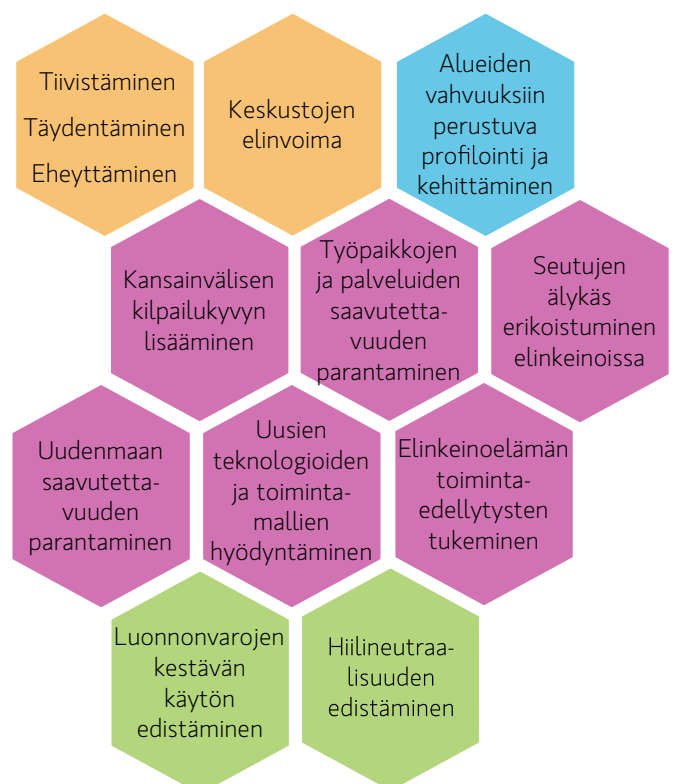 Tiivistäminen
Täydentäminen
Eheyttäminen
Keskustojen
elinvoima
Alueiden
vahvuuksiin
perustuva
profilointi ja
kehittäminen
Kansainvälisen
kilpailukyvyn
lisääminen
Työpaikkojen
ja palveluiden
saavutetta-
vuuden
parantaminen
Seutujen
älykäs
erikoistuminen
elinkeinoissa
Uudenmaan
saavutetta-
vuuden
parantaminen
Uusien
teknologioiden
ja toiminta-
mallien
hyödyntäminen
Elinkeinoelämän
toiminta-
edellytysten
tukeminen
Luonnonvarojen
kestävän
käytön
edistäminen
Hiilineutraa-
lisuuden
edistäminen